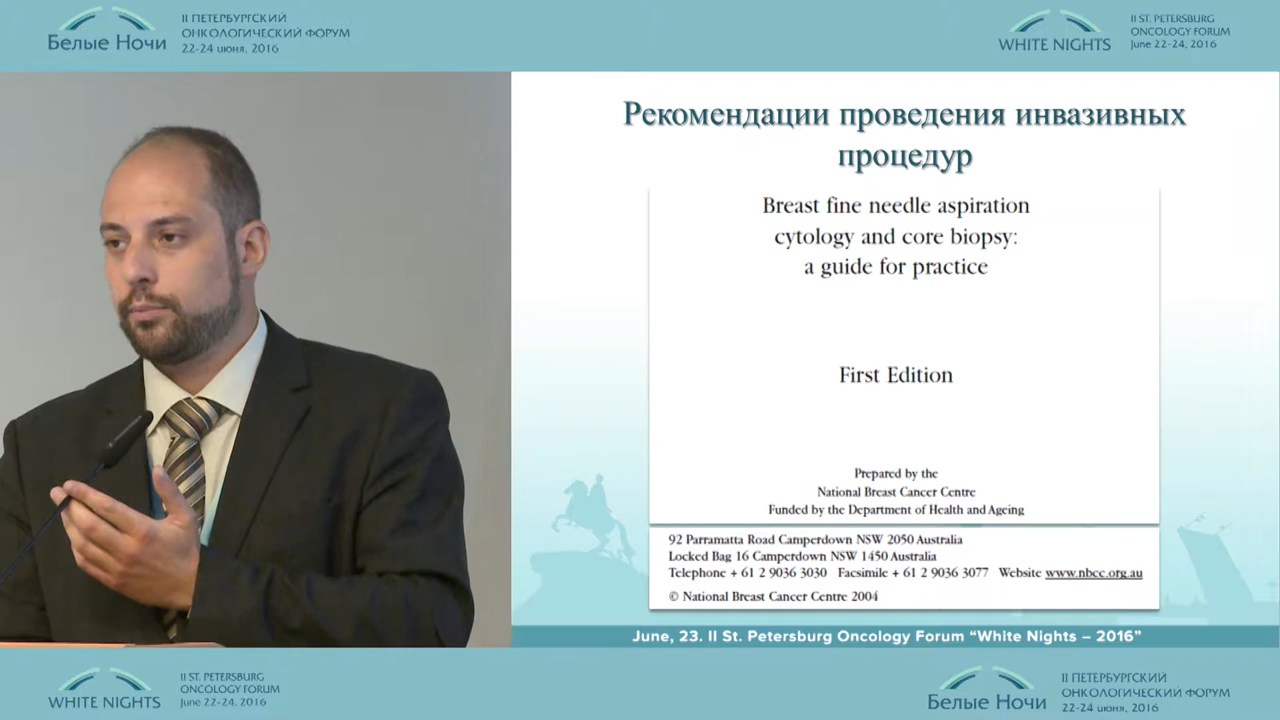 II ПЕТЕРБУРГСКИЙ
ОНКОЛОГИЧЕСКИЙ ФОРУМ
Белые Ночи
22-24 июня, 2016
II ST. PETERSBURG
ONCOLOGY FORUM
WHITE NIGHTS
June 22-24, 2016
Рекомендации проведения инвазивных
процедур
Breast fine needle aspiration
cytology and core biopsy:
a guide for practice
First Edition
Prepared by the
National Breast Cancer Centre
Funded by the Department of Health and Ageing
92 Parramatta Road Camperdown NSW 2050 Australia
Locked Bag 16 Camperdown NSW 1450 Australia
Telephone + 61 2 9036 3030 Facsimile + 61 2 9036 3077 Website www.nbcc.org.au
© National Breast Cancer Centre 2004
June, 23. II St. Petersburg Oncology Forum “White Nights – 2016”
II ST. PETERSBURG
ONCOLOGY FORUM
WHITE NIGHTS
June 22-24, 2016
II ПЕТЕРБУРГСКИЙ
ОНКОЛОГИЧЕСКИЙ ФОРУМ
Белые Ночи
22-24 июня, 2016